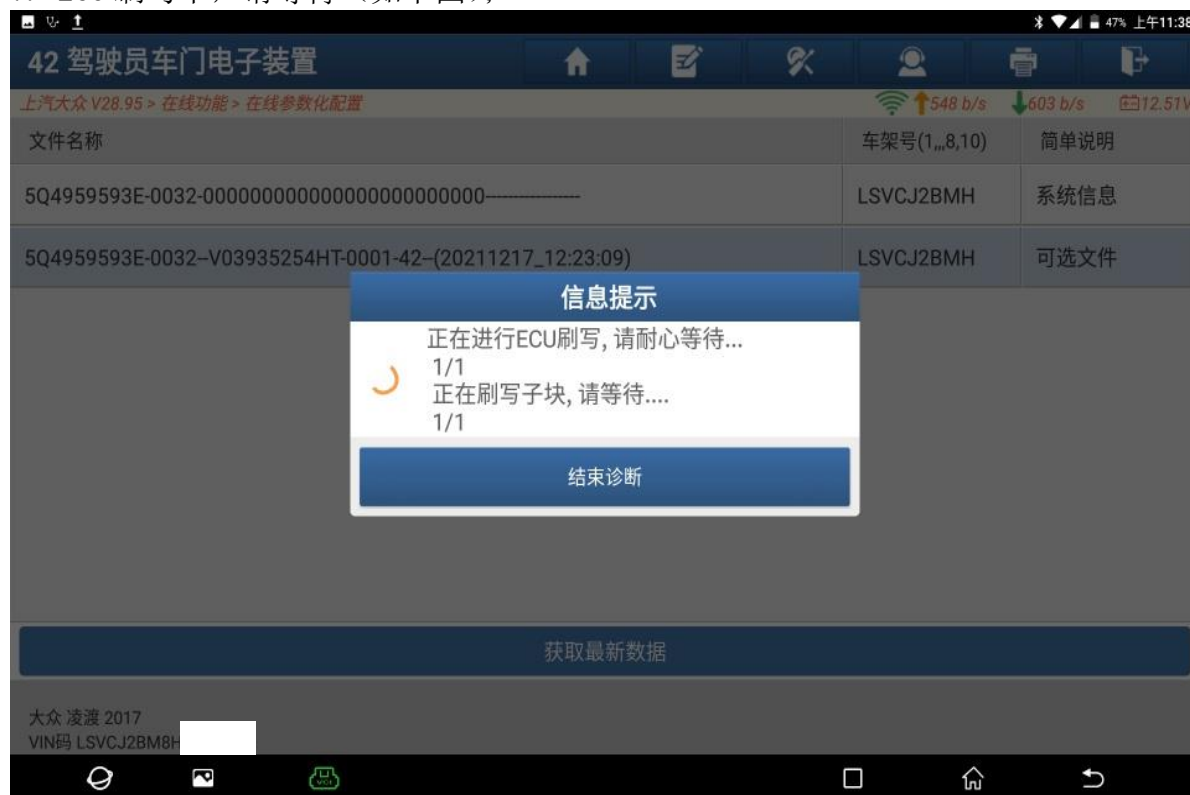 47% 上午11:38
42 驾驶员车门电子装置
上汽大众 V28.95 > 在线功能 > 在线参数化配置
548 b/s 603 b/s 12.51V
文件名称 车架号(1,,,8,10) 简单说明
5Q4959593E-0032-000000000000000000000000---------------- LSVCJ2BMH 系统信息
5Q4959593E-0032--V03935254HT-0001-42--(20211217_12:23:09) LSVCJ2BMH 可选文件
信息提示
正在进行ECU刷写, 请耐心等待...
1/1
正在刷写子块, 请等待....
1/1
结束诊断
获取最新数据
大众 凌渡 2017
VIN码 LSVCJ2BM8H
VCI